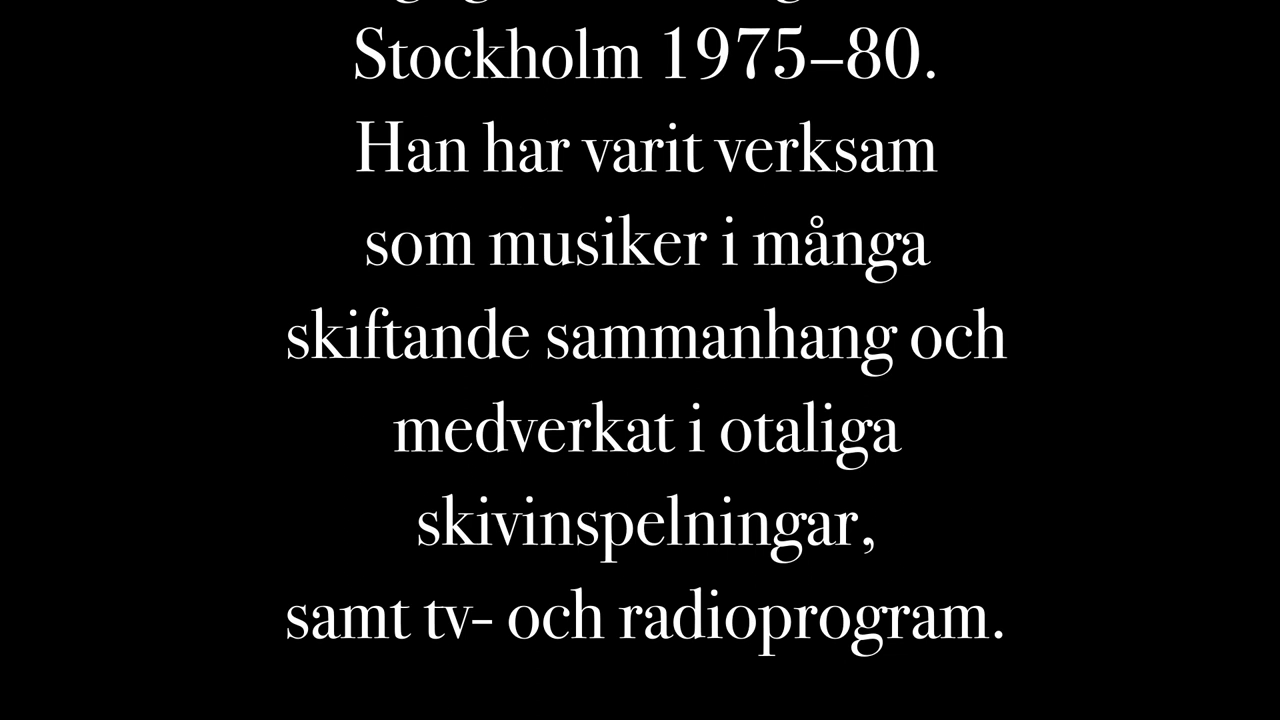 Stockholm 1975–80.
Han har varit verksam
som musiker i många
skiftande sammanhang och
medverkat i otaliga
skivinspelningar,
samt tv- och radioprogram.